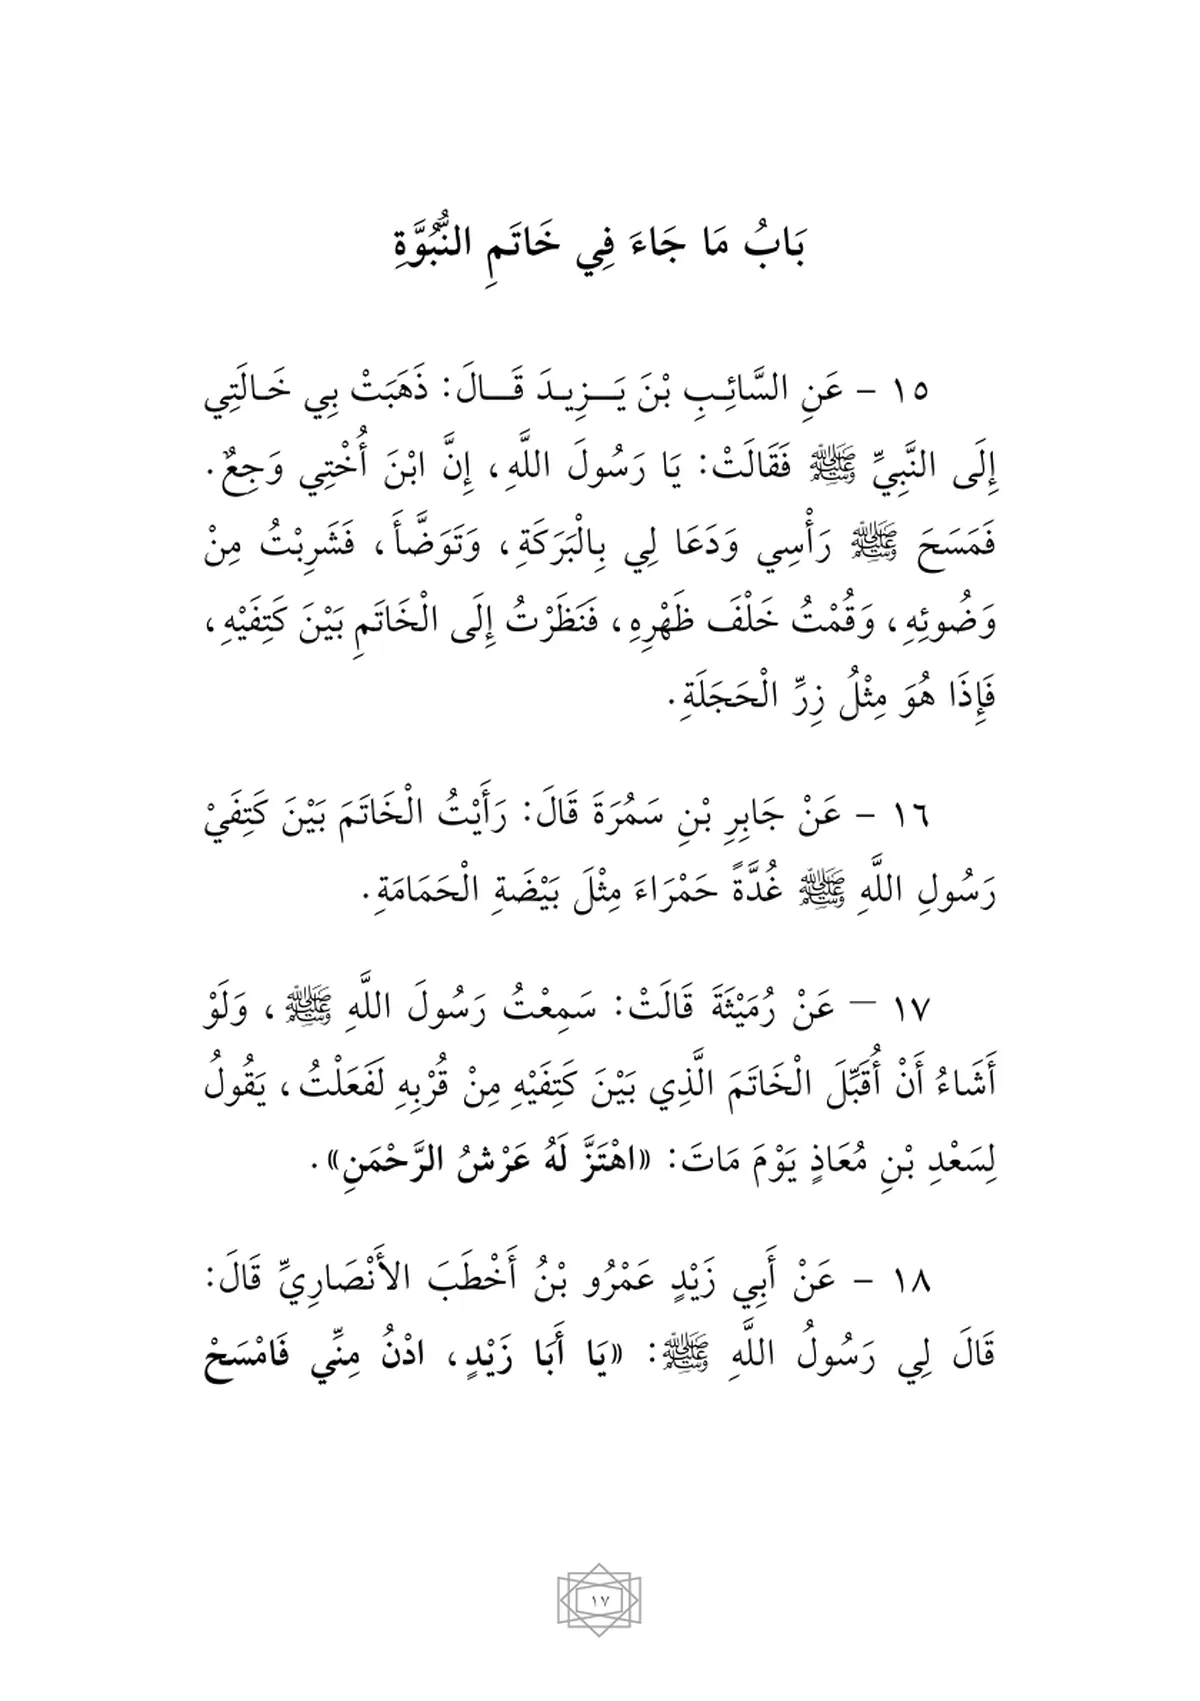 بَابُ مَا جَاءَ فِي خَاتَمِ النُّبُوَّةِ
١٥ - عَنِ السَّائِـبِ بْنَ يَـــزِيـدَ قَـــالَ: ذَهَبَتْ بِي خَـالَتِي
إِلَى النَّبِيِّ ﷺ فَقَالَتْ: يَا رَسُولَ اللَّهِ، إِنَّ ابْنَ أُخْتِي وَجِعٌ.
فَمَسَحَ ﷺ رَأْسِي وَدَعَا لِي بِالْبَرَكَةِ، وَتَوَضَّأَ، فَشَرِبْتُ مِنْ
وَضُوئِهِ، وَقُمْتُ خَلْفَ ظَهْرِهِ، فَنَظَرْتُ إِلَى الْخَاتَمِ بَيْنَ كَتِفَيْهِ،
فَإِذَا هُوَ مِثْلُ زِرِّ الْحَجَلَةِ.
١٦ - عَنْ جَابِرِ بْنِ سَمُرَةَ قَالَ: رَأَيْتُ الْخَاتَمَ بَيْنَ كَتِفَيْ
رَسُولِ اللَّهِ ﷺ غُدَّةً حَمْرَاءَ مِثْلَ بَيْضَةِ الْحَمَامَةِ.
١٧ — عَنْ رُمَيْثَةَ قَالَتْ: سَمِعْتُ رَسُولَ اللَّهِ ﷺ، وَلَوْ
أَشَاءُ أَنْ أُقَبِّلَ الْخَاتَمَ الَّذِي بَيْنَ كَتِفَيْهِ مِنْ قُرْبِهِ لَفَعَلْتُ، يَقُولُ
لِسَعْدِ بْنِ مُعَاذٍ يَوْمَ مَاتَ: «اهْتَزَّ لَهُ عَرْشُ الرَّحْمَنِ».
١٨ - عَنْ أَبِي زَيْدٍ عَمْرُو بْنُ أَخْطَبَ الأَنْصَارِيِّ قَالَ:
قَالَ لِي رَسُولُ اللَّهِ ﷺ: «يَا أَبَا زَيْدٍ، ادْنُ مِنِّي فَامْسَحْ
١٧